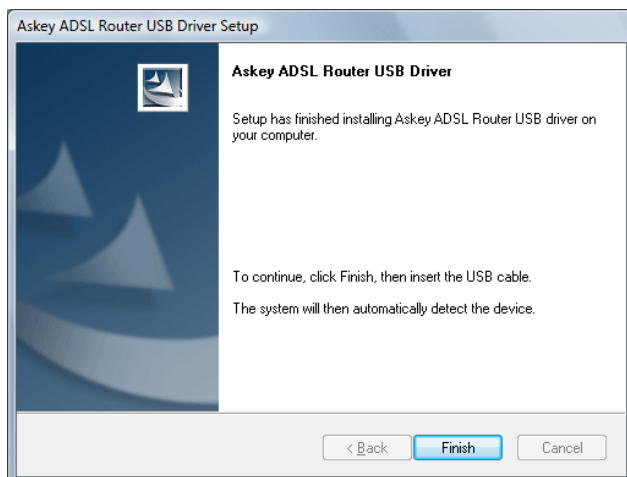 Askey ADSL Router USB Driver Setup
Askey ADSL Router USB Driver
Setup has finished installing Askey ADSL Router USB driver on
your computer.
To continue, click Finish, then insert the USB cable.
The system will then automatically detect the device.
< Back Finish Cancel